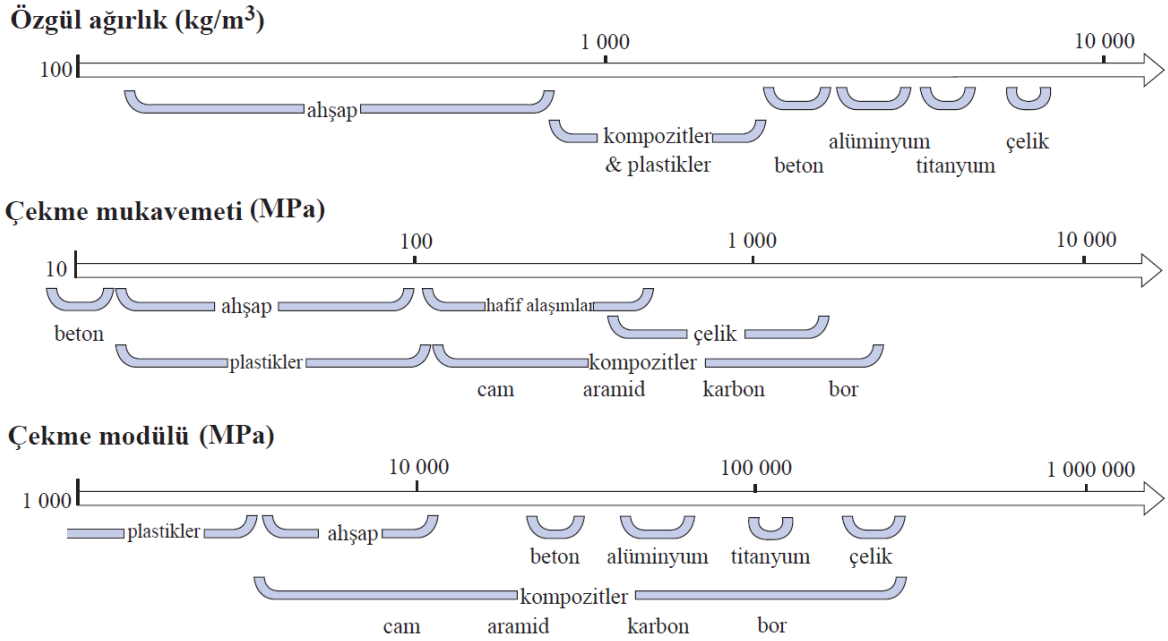 Özgül ağırlık (kg/m³)
100 1 000 10 000
ahşap
kompozitler
& plastikler
beton
alüminyum
titanyum
çelik
Çekme mukavemeti (MPa)
10 100 1 000 10 000
beton
ahşap
hafif alaşımlar
çelik
plastikler
kompozitler
cam aramid karbon bor
Çekme modülü (MPa)
1 000 10 000 100 000 1 000 000
plastikler
ahşap
beton alüminyum titanyum çelik
kompozitler
cam aramid karbon bor